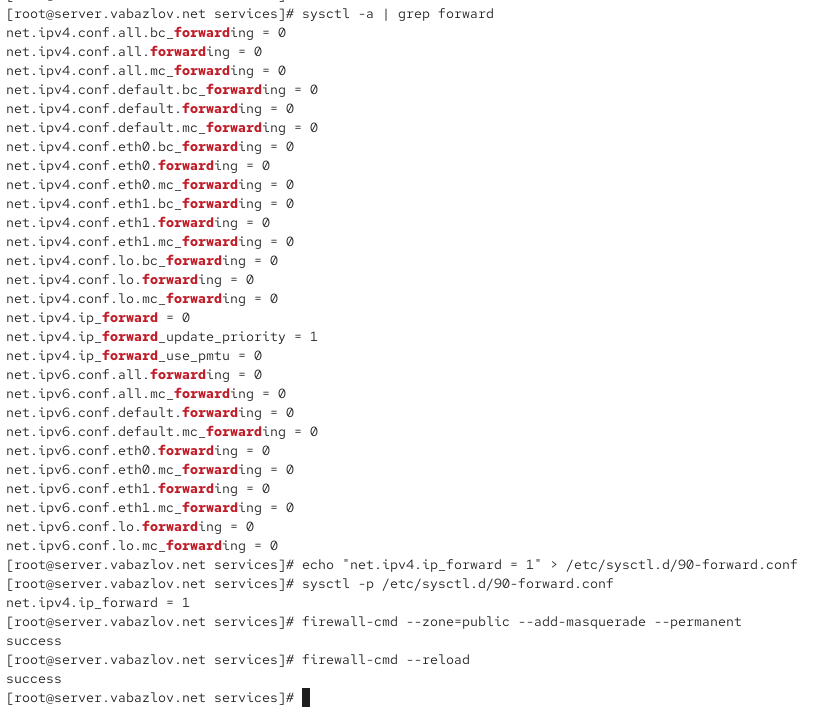 [root@server.vabazlov.net services]# sysctl -a | grep forward
net.ipv4.conf.all.bc_forwarding = 0
net.ipv4.conf.all.forwarding = 0
net.ipv4.conf.all.mc_forwarding = 0
net.ipv4.conf.default.bc_forwarding = 0
net.ipv4.conf.default.forwarding = 0
net.ipv4.conf.default.mc_forwarding = 0
net.ipv4.conf.eth0.bc_forwarding = 0
net.ipv4.conf.eth0.forwarding = 0
net.ipv4.conf.eth0.mc_forwarding = 0
net.ipv4.conf.eth1.bc_forwarding = 0
net.ipv4.conf.eth1.forwarding = 0
net.ipv4.conf.eth1.mc_forwarding = 0
net.ipv4.conf.lo.bc_forwarding = 0
net.ipv4.conf.lo.forwarding = 0
net.ipv4.conf.lo.mc_forwarding = 0
net.ipv4.ip_forward = 0
net.ipv4.ip_forward_update_priority = 1
net.ipv4.ip_forward_use_pmtu = 0
net.ipv6.conf.all.forwarding = 0
net.ipv6.conf.all.mc_forwarding = 0
net.ipv6.conf.default.forwarding = 0
net.ipv6.conf.default.mc_forwarding = 0
net.ipv6.conf.eth0.forwarding = 0
net.ipv6.conf.eth0.mc_forwarding = 0
net.ipv6.conf.eth1.forwarding = 0
net.ipv6.conf.eth1.mc_forwarding = 0
net.ipv6.conf.lo.forwarding = 0
net.ipv6.conf.lo.mc_forwarding = 0
[root@server.vabazlov.net services]# echo "net.ipv4.ip_forward = 1" > /etc/sysctl.d/90-forward.conf
[root@server.vabazlov.net services]# sysctl -p /etc/sysctl.d/90-forward.conf
net.ipv4.ip_forward = 1
[root@server.vabazlov.net services]# firewall-cmd --zone=public --add-masquerade --permanent
success
[root@server.vabazlov.net services]# firewall-cmd --reload
success
[root@server.vabazlov.net services]#